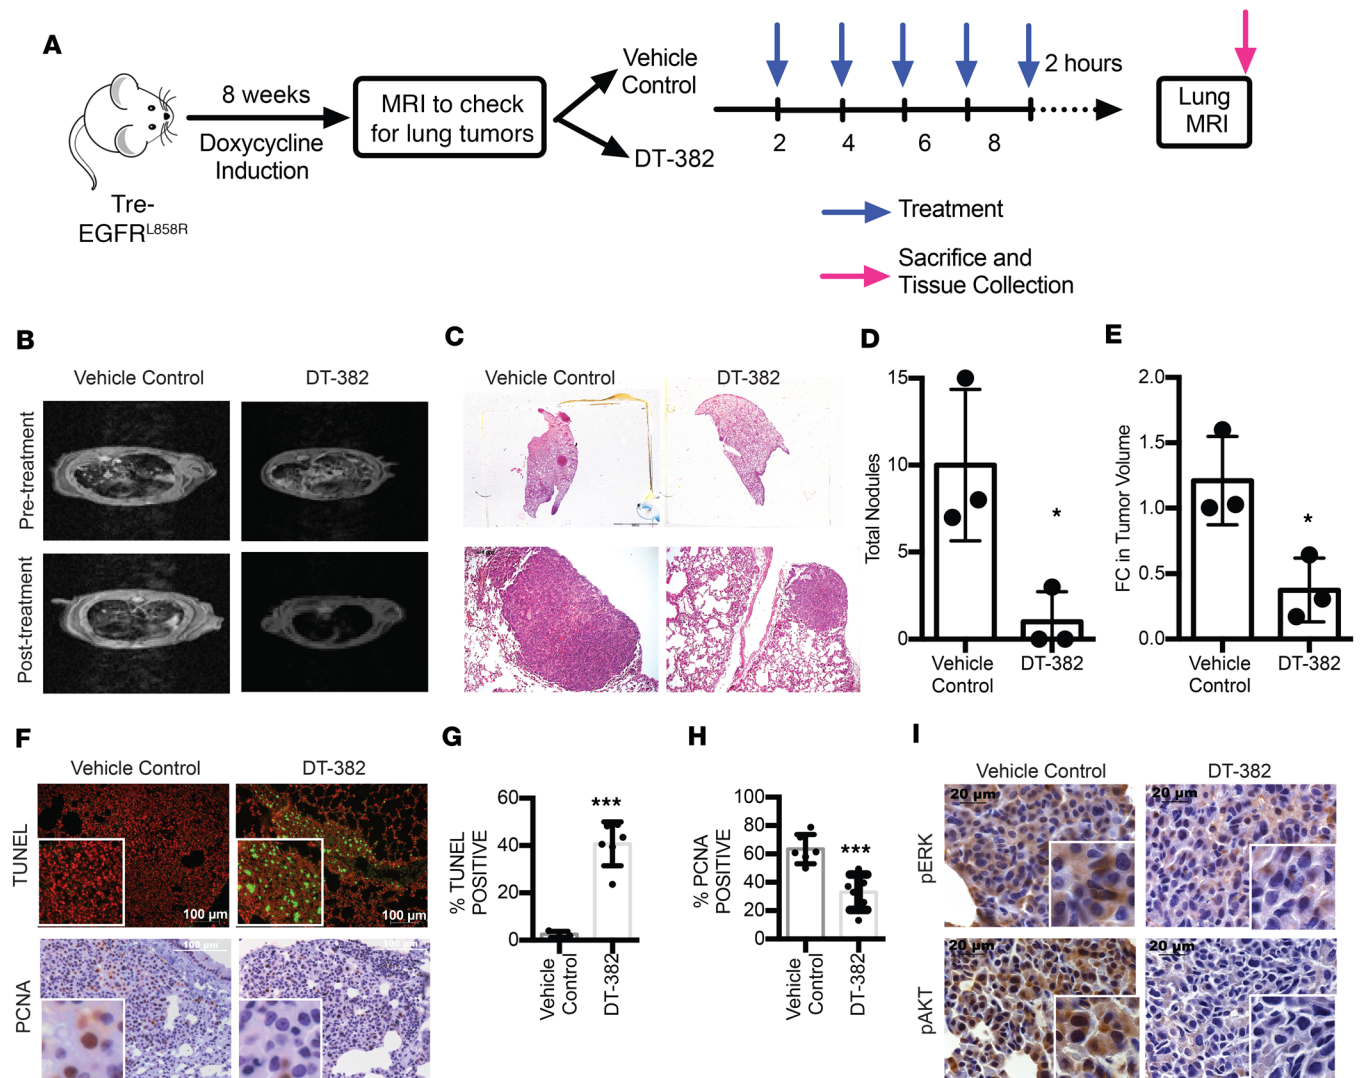 A
8 weeks
Doxycycline
Induction
Tre-
EGFRL858R
MRI to check
for lung tumors
Vehicle
Control
DT-382
2 4 6 8
2 hours
Lung
MRI
Treatment
Sacrifice and
Tissue Collection
B
Vehicle Control DT-382
Pre-treatment
Post-treatment
C
Vehicle Control DT-382
D
Total Nodules
15
10
5
0
*
Vehicle
Control
DT-382
E
FC in Tumor Volume
2.0
1.5
1.0
0.5
0.0
*
Vehicle
Control
DT-382
F
Vehicle Control DT-382
TUNEL
100 µm 100 µm
PCNA
100 µm 100 µm
G
% TUNEL
POSITIVE
60
40
20
0
***
Vehicle
Control
DT-382
H
% PCNA
POSITIVE
100
80
60
40
20
0
***
Vehicle
Control
DT-382
I
Vehicle Control DT-382
pERK
20 µm 20 µm
pAKT
20 µm 20 µm